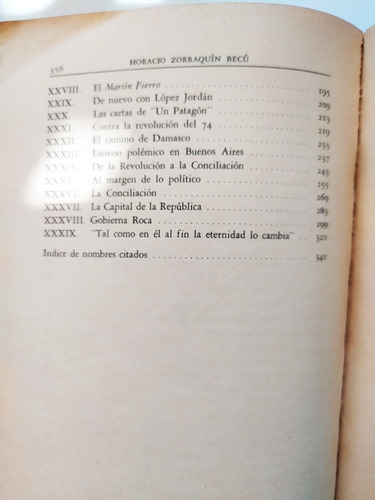 356 HORACIO ZORRAQUÍN BECÚ
XXVIII. El Martín Fierro 195
XXIX. De nuevo con López Jordán 209
XXX. Las cartas de "Un Patagón" 213
XXXI. Contra la revolución del 74 219
XXXII. El camino de Damasco 233
XXXIII. Estreno polémico en Buenos Aires 237
XXXIV. De la Revolución a la Conciliación 243
XXXV. Al margen de lo político 255
XXXVI. La Conciliación 269
XXXVII. La Capital de la República 283
XXXVIII. Gobierna Roca 299
XXXIX. "Tal como en él al fin la eternidad lo cambia" 321
Indice de nombres citados 341